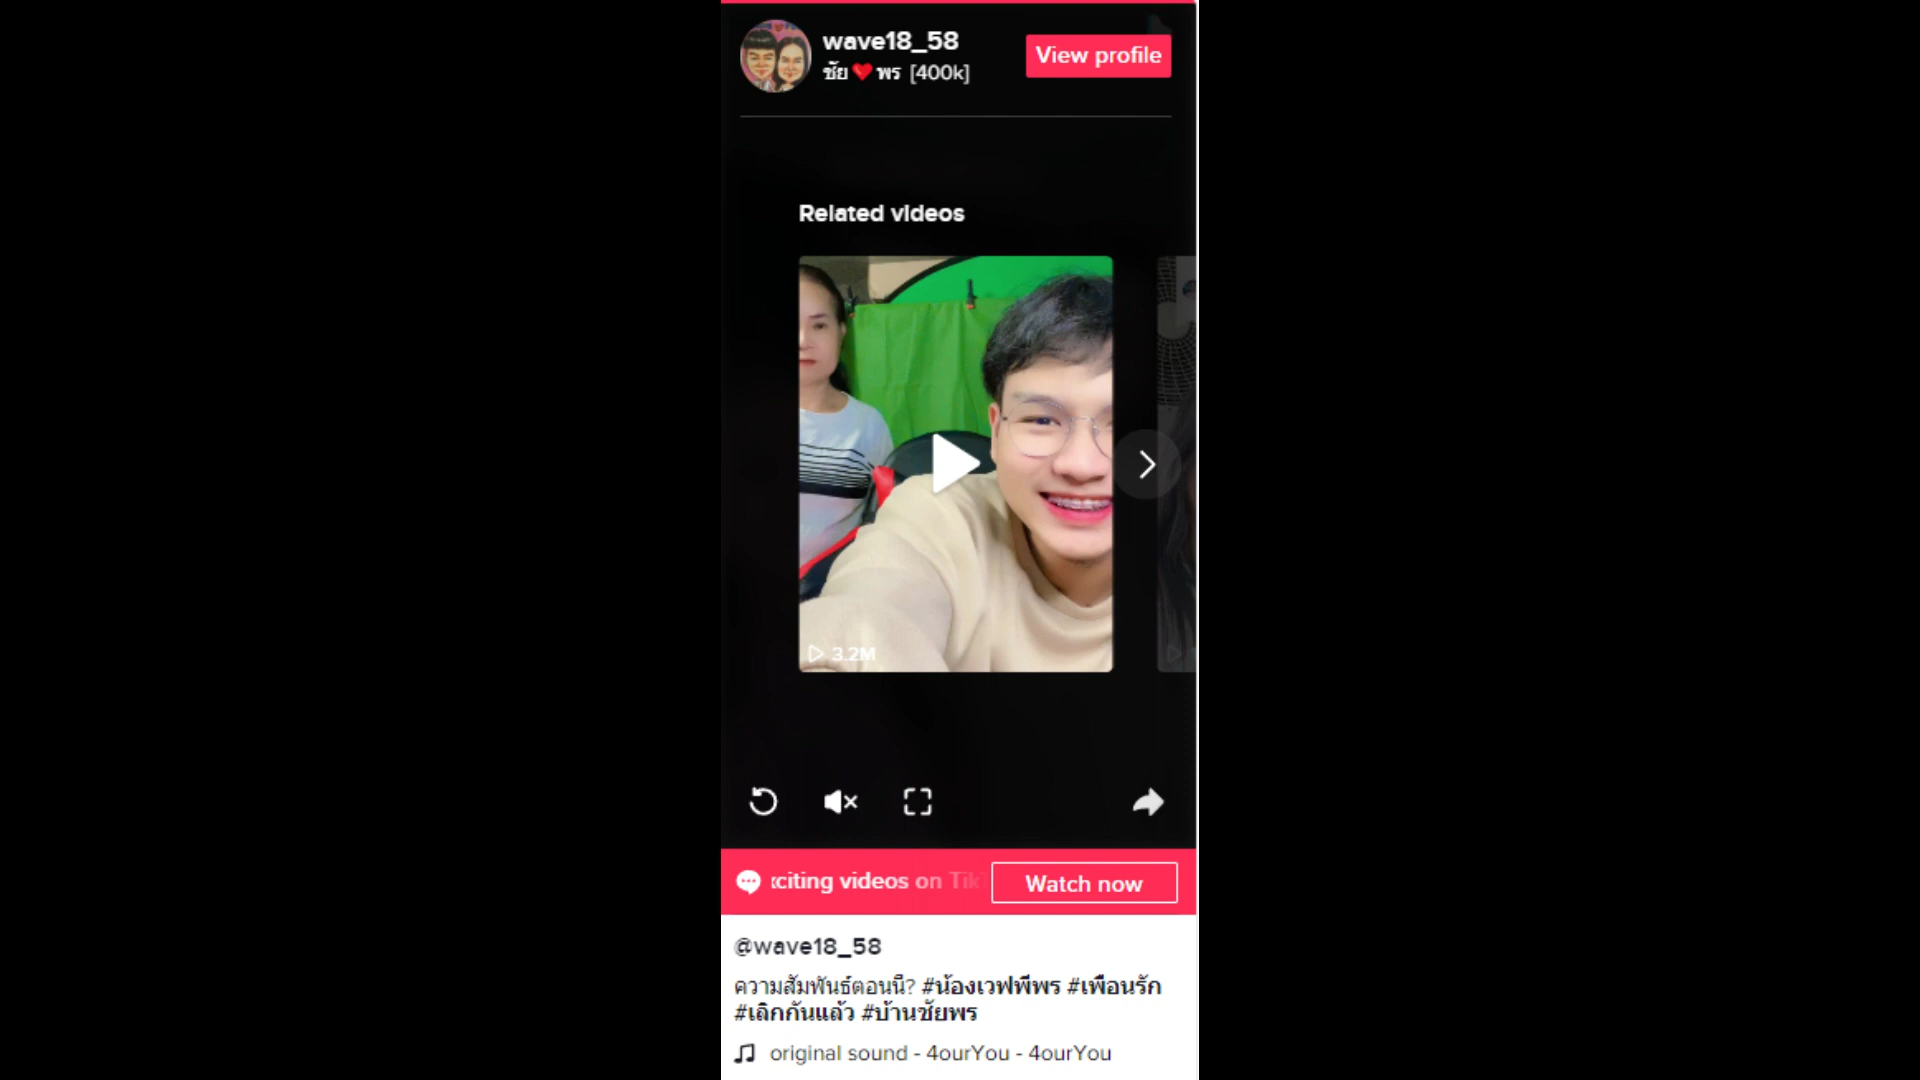 wave18_58
ชัย❤️พร [400k]
View profile
Related videos
3.2M
xciting videos on Tik
Watch now
@wave18_58
ความสัมพันธ์ตอนนี้? #น้องเวฟพี่พร #เพื่อนรัก
#เลิกกันแล้ว #บ้านชัยพร
original sound - 4ourYou - 4ourYou